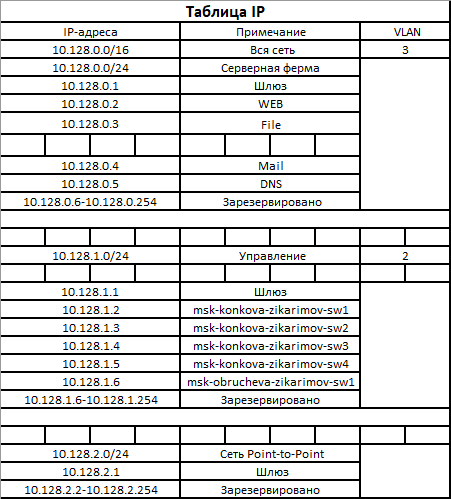 Таблица IP
IP-адреса Примечание VLAN
10.128.0.0/16 Вся сеть 3
10.128.0.0/24 Серверная ферма
10.128.0.1 Шлюз
10.128.0.2 WEB
10.128.0.3 File
10.128.0.4 Mail
10.128.0.5 DNS
10.128.0.6-10.128.0.254 Зарезервировано
10.128.1.0/24 Управление 2
10.128.1.1 Шлюз
10.128.1.2 msk-konkova-zikarimov-sw1
10.128.1.3 msk-konkova-zikarimov-sw2
10.128.1.4 msk-konkova-zikarimov-sw3
10.128.1.5 msk-konkova-zikarimov-sw4
10.128.1.6 msk-obrucheva-zikarimov-sw1
10.128.1.6-10.128.1.254 Зарезервировано
10.128.2.0/24 Сеть Point-to-Point
10.128.2.1 Шлюз
10.128.2.2-10.128.2.254 Зарезервировано